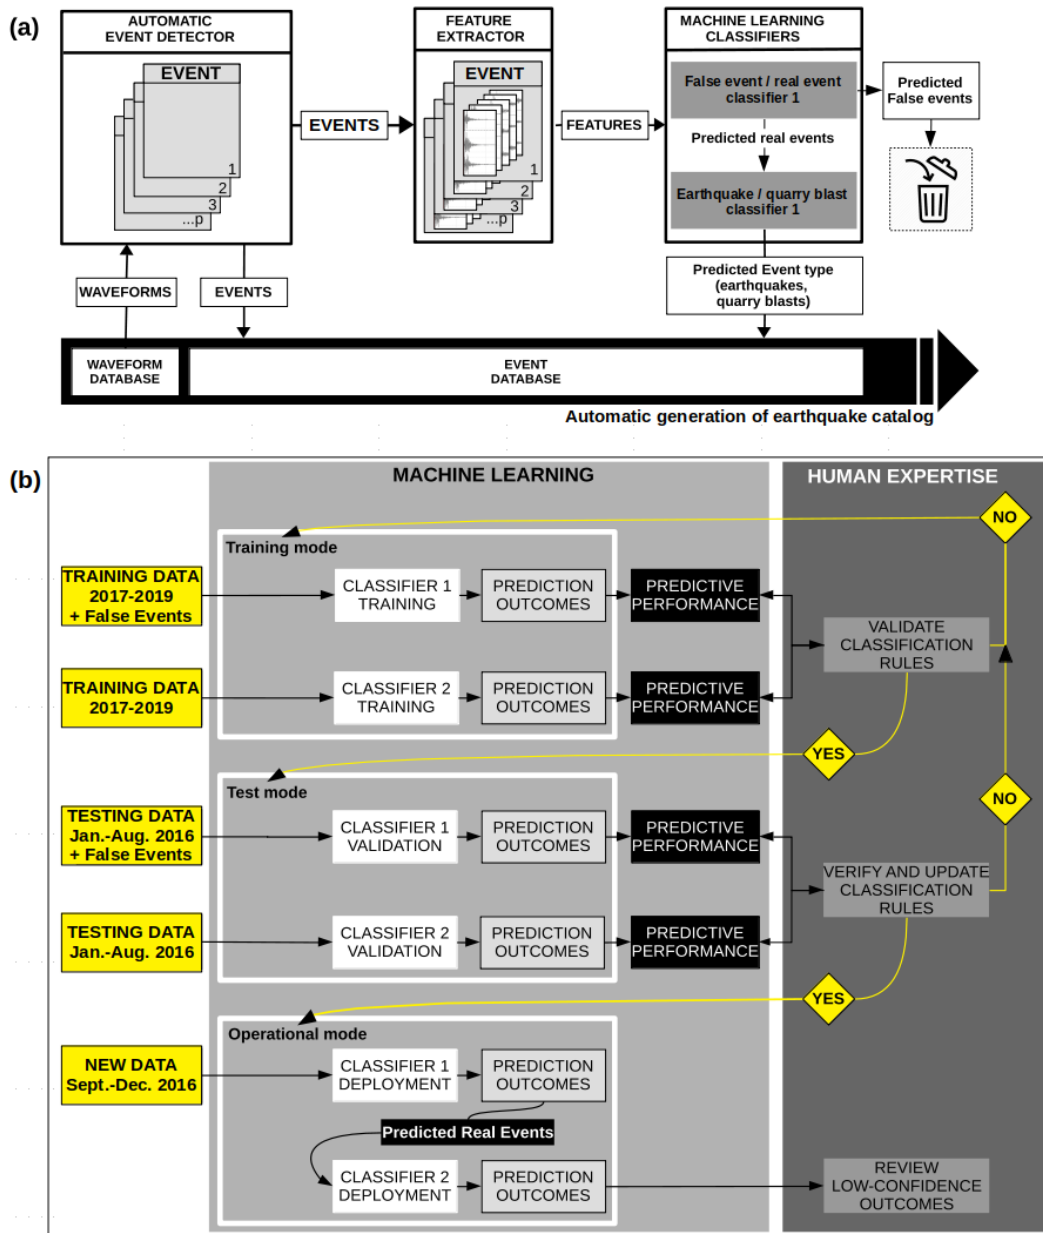 (a)
AUTOMATIC
EVENT DETECTOR
EVENT
1
2
3
...p
EVENTS
FEATURE
EXTRACTOR
EVENT
1
2
3
...p
FEATURES
MACHINE LEARNING
CLASSIFIERS
False event / real event
classifier 1
Predicted real events
Earthquake / quarry blast
classifier 1
Predicted
False events
WAVEFORMS
EVENTS
Predicted Event type
(earthquakes,
quarry blasts)
WAVEFORM
DATABASE
EVENT
DATABASE
Automatic generation of earthquake catalog
(b)
MACHINE LEARNING
HUMAN EXPERTISE
NO
Training mode
TRAINING DATA
2017-2019
+ False Events
CLASSIFIER 1
TRAINING
PREDICTION
OUTCOMES
PREDICTIVE
PERFORMANCE
VALIDATE
CLASSIFICATION
RULES
TRAINING DATA
2017-2019
CLASSIFIER 2
TRAINING
PREDICTION
OUTCOMES
PREDICTIVE
PERFORMANCE
YES
Test mode
NO
TESTING DATA
Jan.-Aug. 2016
+ False Events
CLASSIFIER 1
VALIDATION
PREDICTION
OUTCOMES
PREDICTIVE
PERFORMANCE
VERIFY AND UPDATE
CLASSIFICATION
RULES
TESTING DATA
Jan.-Aug. 2016
CLASSIFIER 2
VALIDATION
PREDICTION
OUTCOMES
PREDICTIVE
PERFORMANCE
YES
Operational mode
NEW DATA
Sept.-Dec. 2016
CLASSIFIER 1
DEPLOYMENT
PREDICTION
OUTCOMES
Predicted Real Events
CLASSIFIER 2
DEPLOYMENT
PREDICTION
OUTCOMES
REVIEW
LOW-CONFIDENCE
OUTCOMES